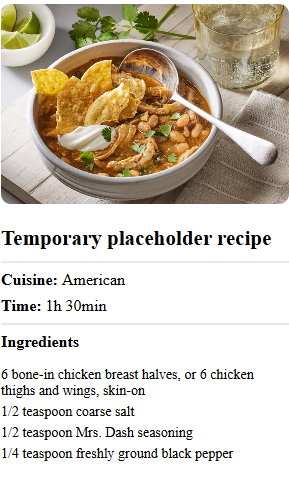 Temporary placeholder recipe
Cuisine: American
Time: 1h 30min
Ingredients
6 bone-in chicken breast halves, or 6 chicken
thighs and wings, skin-on
1/2 teaspoon coarse salt
1/2 teaspoon Mrs. Dash seasoning
1/4 teaspoon freshly ground black pepper